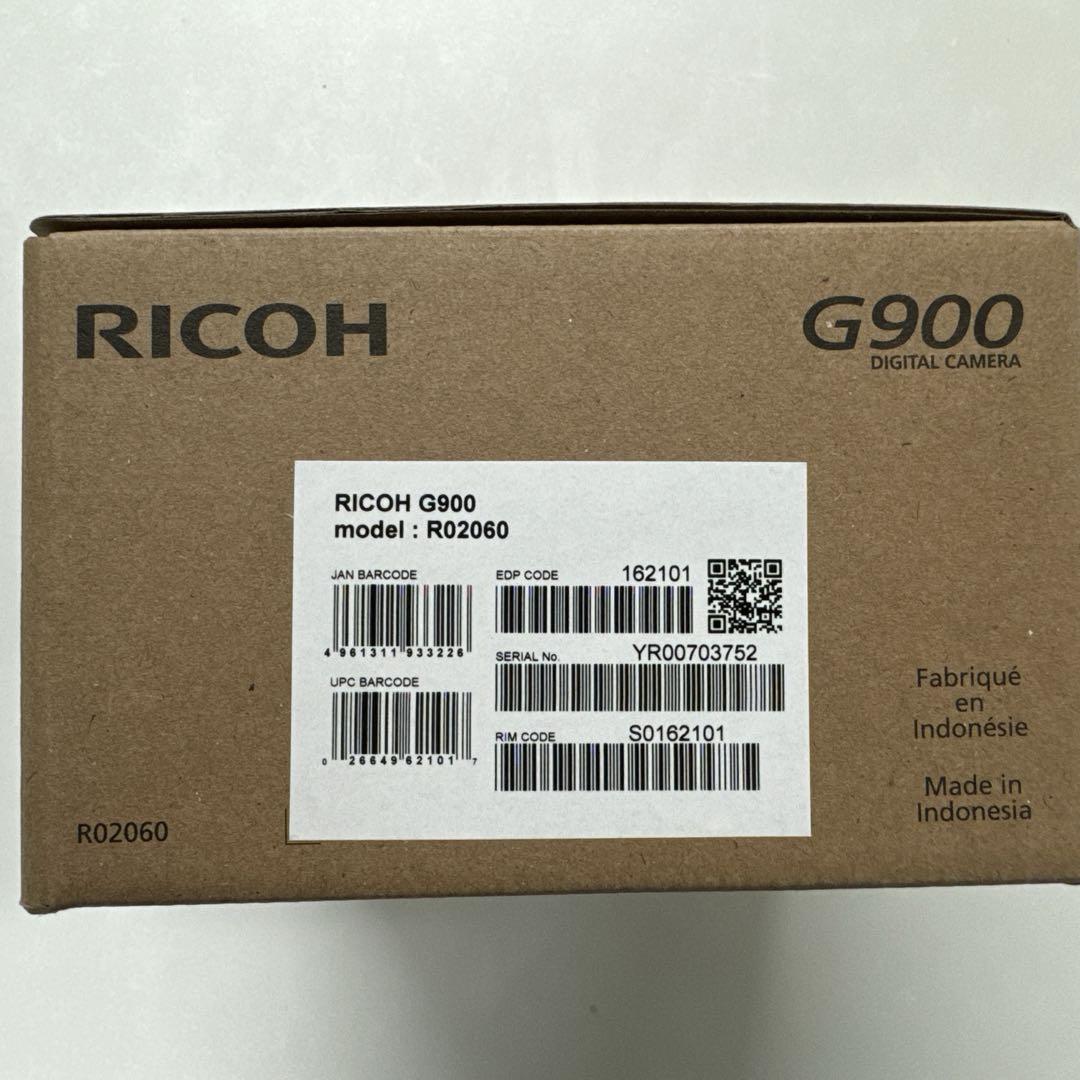 RICOH
G900
DIGITAL CAMERA
RICOH G900
model : R02060
JAN BARCODE
4 961311 933226
UPC BARCODE
0 26649 62101 7
EDP CODE 162101
SERIAL No. YR00703752
RIM CODE S0162101
Fabriqué
en
Indonésie
Made in
Indonesia
R02060